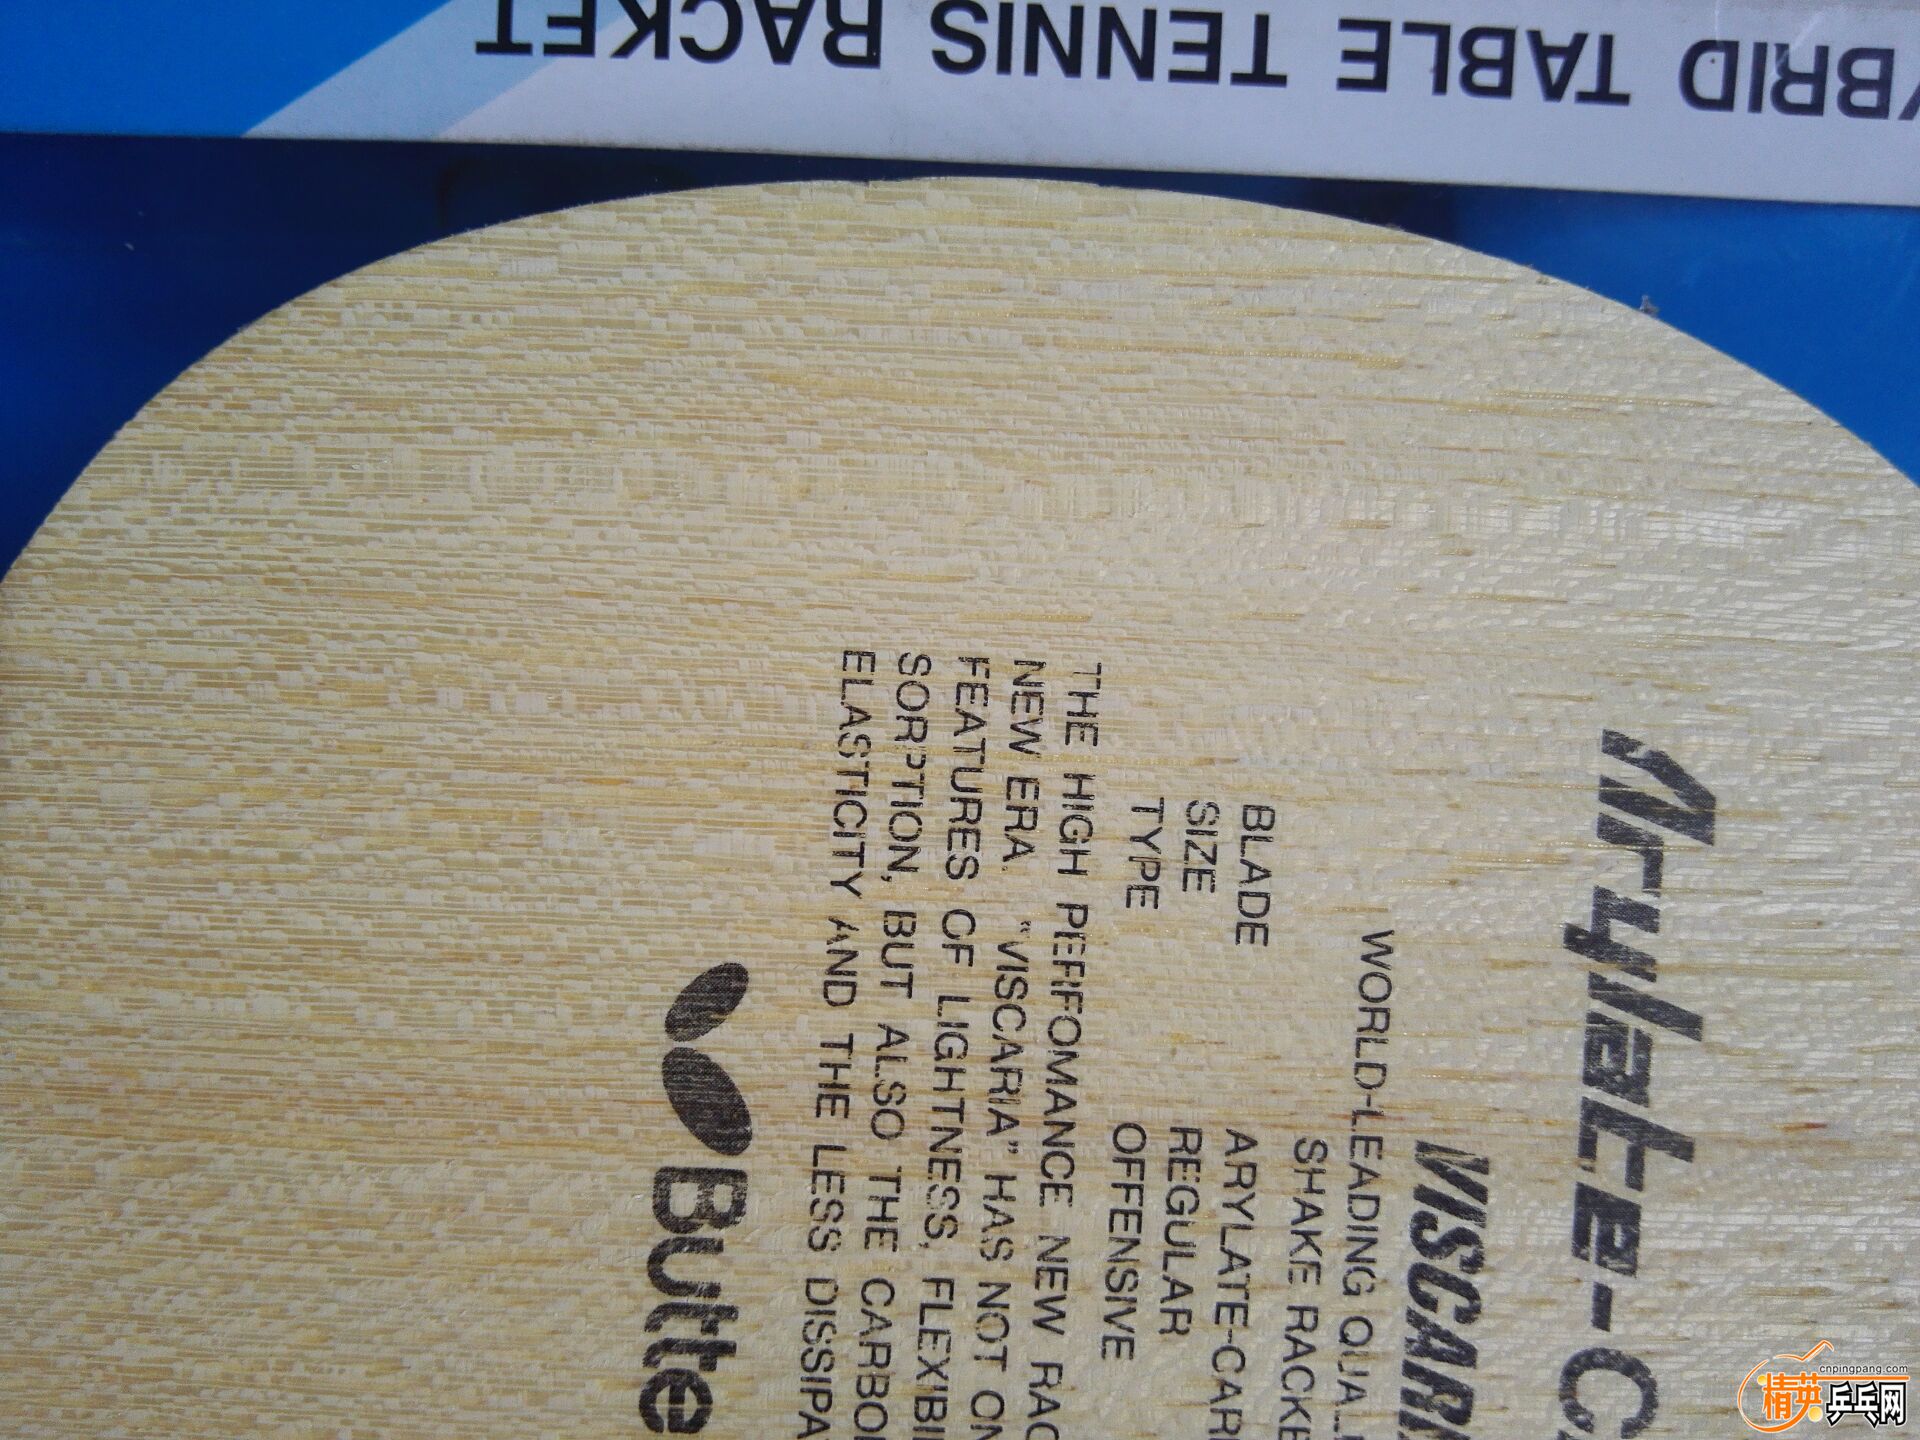 YBRID TABLE TENNIS RACKET
Arylate-C
VISCAR
WORLD-LEADING QUAL
SHAKE RACKE
BLADE ARYLATE-CAR
SIZE REGULAR
TYPE OFFENSIVE
THE HIGH PERFOMANCE NEW NEW RAC
NEW ERA. "VISCARIA" HAS NOT ON
FEATURES OF LIGHTNESS, FLEXIBI
SORPTION, BUT ALSO THE CARBO
ELASTICITY AND THE LESS DISSIPA
Butte
cnpingpang.com
精英乒乓网